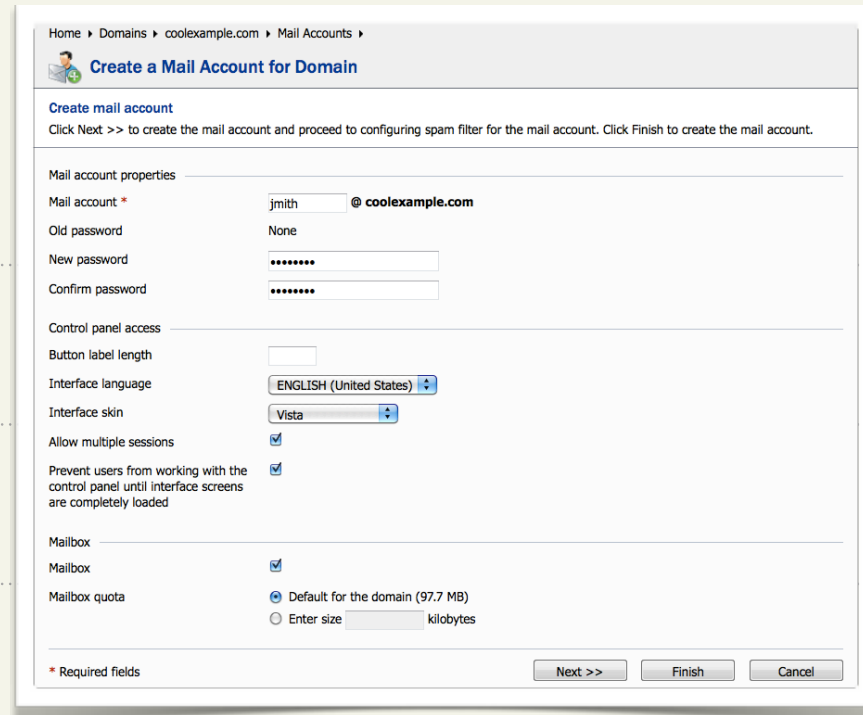 Home ▸ Domains ▸ coolexample.com ▸ Mail Accounts ▸
Create a Mail Account for Domain
Create mail account
Click Next >> to create the mail account and proceed to configuring spam filter for the mail account. Click Finish to create the mail account.
Mail account properties
Mail account * jmith @ coolexample.com
Old password None
New password ••••••••
Confirm password ••••••••
Control panel access
Button label length
Interface language ENGLISH (United States)
Interface skin Vista
Allow multiple sessions
Prevent users from working with the
control panel until interface screens
are completely loaded
Mailbox
Mailbox
Mailbox quota Default for the domain (97.7 MB)
Enter size kilobytes
* Required fields Next >> Finish Cancel